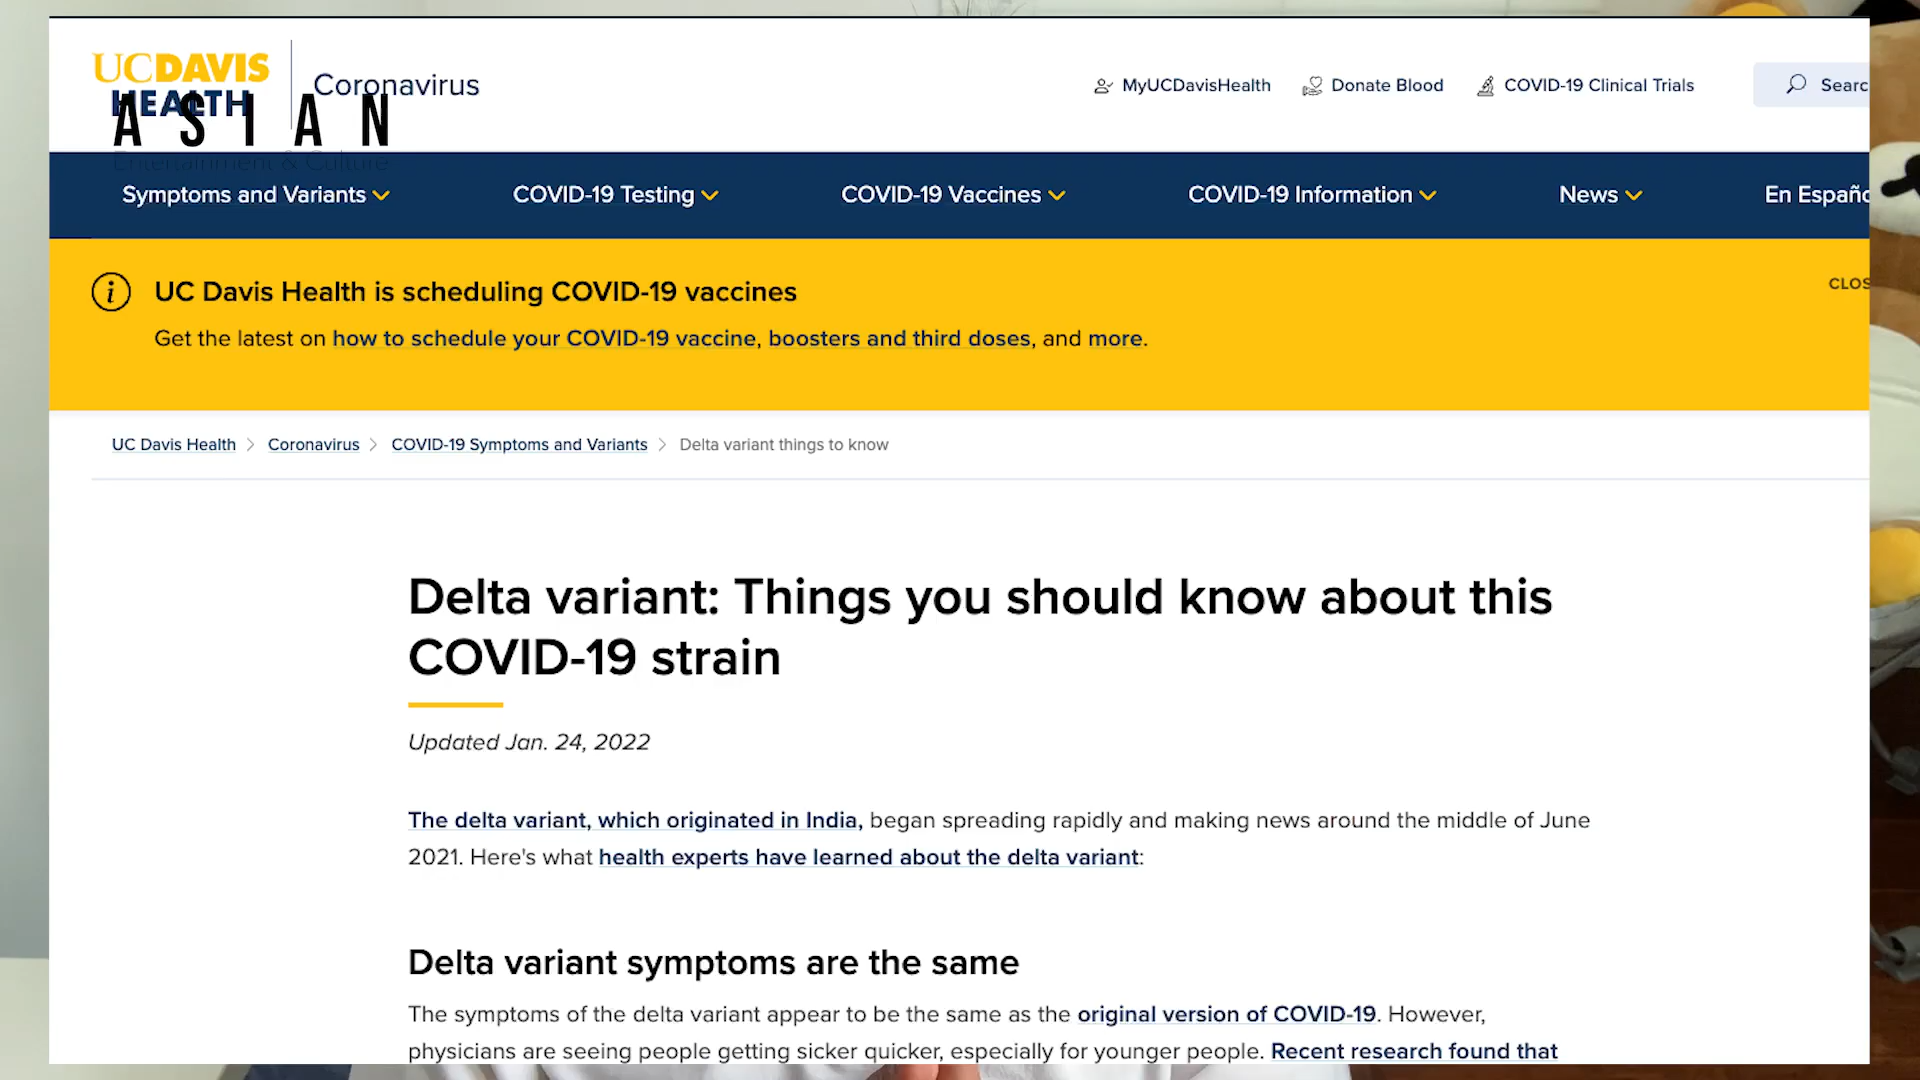 UCDAVIS
HEALTH
Coronavirus
MyUCDavisHealth
Donate Blood
COVID-19 Clinical Trials
Searc
ASIAN
Entertainment & Culture
Symptoms and Variants
COVID-19 Testing
COVID-19 Vaccines
COVID-19 Information
News
En Españo
UC Davis Health is scheduling COVID-19 vaccines
CLOS
Get the latest on how to schedule your COVID-19 vaccine, boosters and third doses, and more.
UC Davis Health > Coronavirus > COVID-19 Symptoms and Variants > Delta variant things to know
Delta variant: Things you should know about this
COVID-19 strain
Updated Jan. 24, 2022
The delta variant, which originated in India, began spreading rapidly and making news around the middle of June
2021. Here's what health experts have learned about the delta variant:
Delta variant symptoms are the same
The symptoms of the delta variant appear to be the same as the original version of COVID-19. However,
physicians are seeing people getting sicker quicker, especially for younger people. Recent research found that